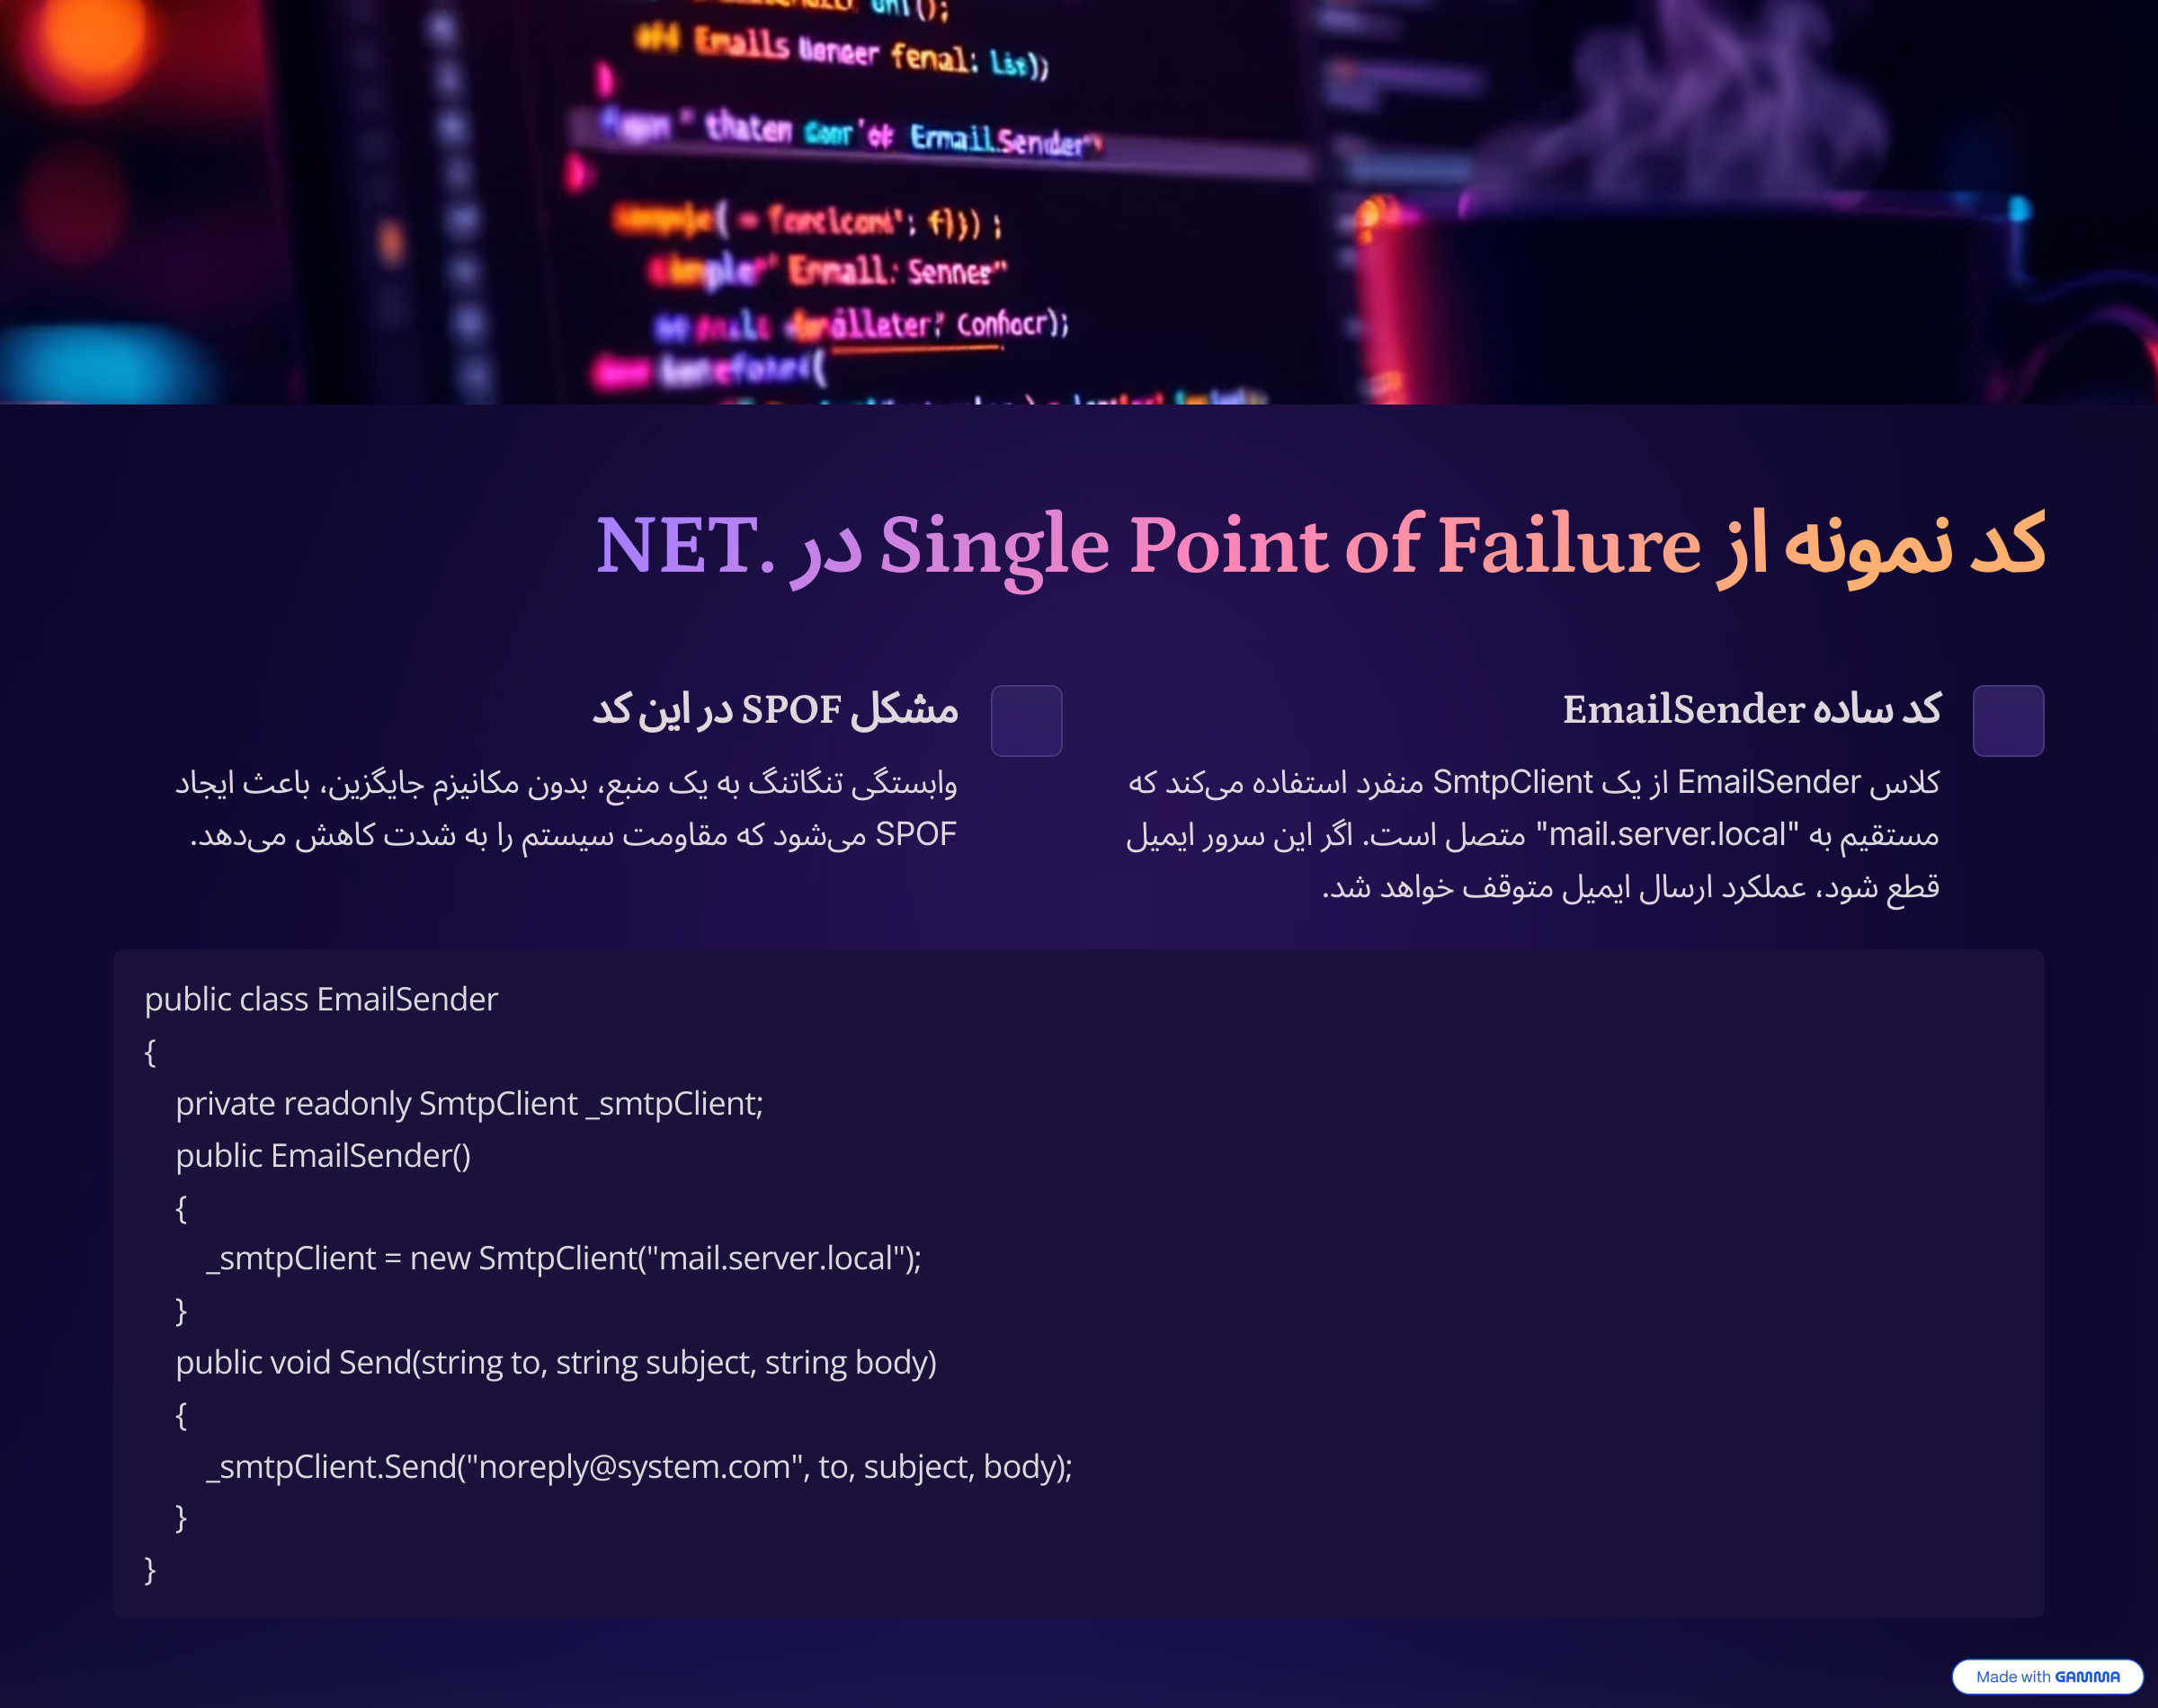 Emails
thaten
Sender
Senner"
کد نمونه از Single Point of Failure در .NET
کد ساده EmailSender
کلاس EmailSender از یک SmtpClient منفرد استفاده می‌کند که
مستقیم به "mail.server.local" متصل است. اگر این سرور ایمیل
قطع شود، عملکرد ارسال ایمیل متوقف خواهد شد.
مشکل SPOF در این کد
وابستگی تنگاتنگ به یک منبع، بدون مکانیزم جایگزین، باعث ایجاد
SPOF می‌شود که مقاومت سیستم را به شدت کاهش می‌دهد.
public class EmailSender
{
    private readonly SmtpClient _smtpClient;
    public EmailSender()
    {
        _smtpClient = new SmtpClient("mail.server.local");
    }
    public void Send(string to, string subject, string body)
    {
        _smtpClient.Send("noreply@system.com", to, subject, body);
    }
}
Made with GAMMA